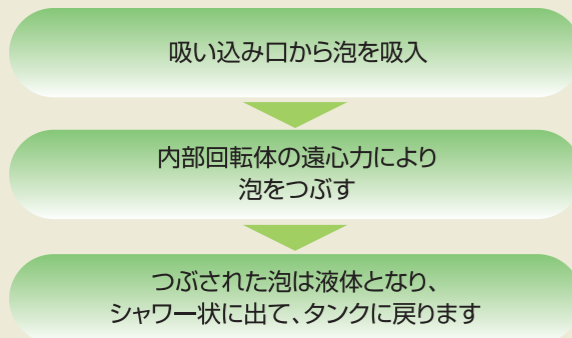 吸い込み口から泡を吸入
内部回転体の遠心力により
泡をつぶす
つぶされた泡は液体となり、
シャワー状に出て、タンクに戻ります